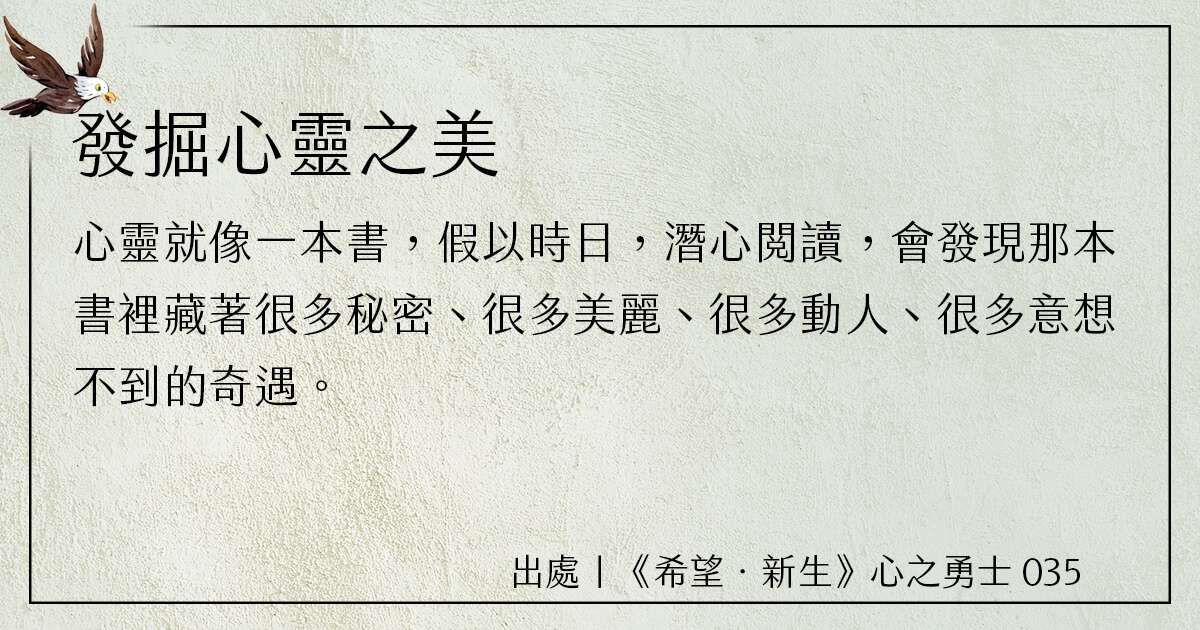 發掘心靈之美
心靈就像一本書，假以時日，潛心閱讀，會發現那本
書裡藏著很多秘密、很多美麗、很多動人、很多意想
不到的奇遇。
出處｜《希望．新生》心之勇士 035